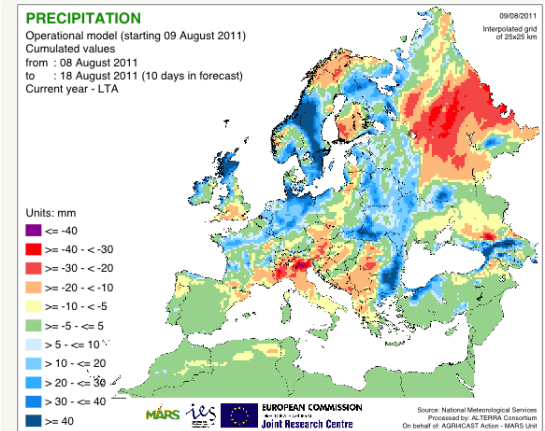 PRECIPITATION
09/08/2011
Operational model (starting 09 August 2011)
Interpolated grid
of 25x25 km
Cumulated values
from : 08 August 2011
to : 18 August 2011 (10 days in forecast)
Current year - LTA
Units: mm
<= -40
>= -40 - < -30
>= -30 - < -20
>= -20 - < -10
>= -10 - < -5
>= -5 - <= 5
> 5 - <= 10
> 10 - <= 20
> 20 - <= 30
> 30 - <= 40
>= 40
MARS
ies
EUROPEAN COMMISSION
Joint Research Centre
Source: National Meteorological Services
Processed by: ALTERRA Consortium
On behalf of: AGRI4CAST Action - MARS Unit